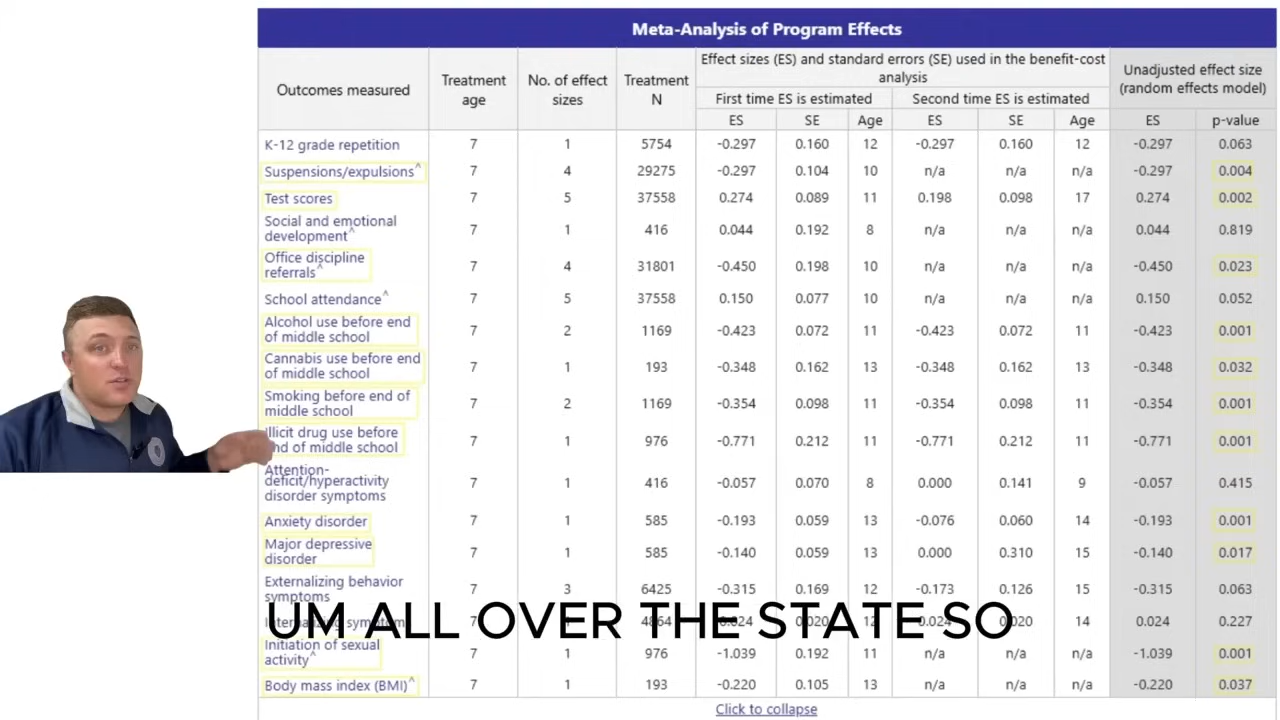 Meta-Analysis of Program Effects
Outcomes measured
Treatment age
No. of effect sizes
Treatment N
Effect sizes (ES) and standard errors (SE) used in the benefit-cost analysis
Unadjusted effect size (random effects model)
First time ES is estimated
Second time ES is estimated
ES SE Age ES SE Age ES p-value
K-12 grade repetition 7 1 5754 -0.297 0.160 12 -0.297 0.160 12 -0.297 0.063
Suspensions/expulsions^ 7 4 29275 -0.297 0.104 10 n/a n/a n/a -0.297 0.004
Test scores 7 5 37558 0.274 0.089 11 0.198 0.098 17 0.274 0.002
Social and emotional development^ 7 1 416 0.044 0.192 8 n/a n/a n/a 0.044 0.819
Office discipline referrals^ 7 4 31801 -0.450 0.198 10 n/a n/a n/a -0.450 0.023
School attendance^ 7 5 37558 0.150 0.077 10 n/a n/a n/a 0.150 0.052
Alcohol use before end of middle school 7 2 1169 -0.423 0.072 11 -0.423 0.072 11 -0.423 0.001
Cannabis use before end of middle school 7 1 193 -0.348 0.162 13 -0.348 0.162 13 -0.348 0.032
Smoking before end of middle school 7 2 1169 -0.354 0.098 11 -0.354 0.098 11 -0.354 0.001
Illicit drug use before end of middle school 7 1 976 -0.771 0.212 11 -0.771 0.212 11 -0.771 0.001
Attention-deficit/hyperactivity disorder symptoms 7 1 416 -0.057 0.070 8 0.000 0.141 9 -0.057 0.415
Anxiety disorder 7 1 585 -0.193 0.059 13 -0.076 0.060 14 -0.193 0.001
Major depressive disorder 7 1 585 -0.140 0.059 13 0.000 0.310 15 -0.140 0.017
Externalizing behavior symptoms 7 3 6425 -0.315 0.169 12 -0.173 0.126 15 -0.315 0.063
14 0.024 0.227
UM ALL OVER THE STATE SO
Initiation of sexual activity^ 7 1 976 -1.039 0.192 11 n/a n/a n/a -1.039 0.001
Body mass index (BMI)^ 7 1 193 -0.220 0.105 13 n/a n/a n/a -0.220 0.037
Click to collapse